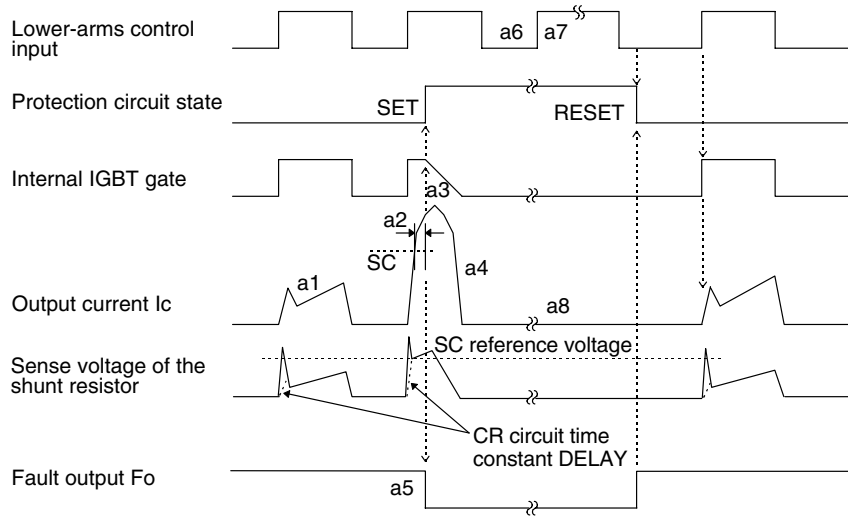 Lower-arms control
input
a6
a7
Protection circuit state
SET
RESET
Internal IGBT gate
a3
a2
SC
a4
a1
Output current Ic
a8
SC reference voltage
Sense voltage of the
shunt resistor
CR circuit time
constant DELAY
Fault output Fo
a5